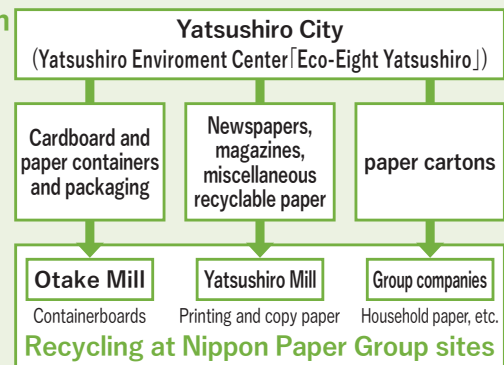 n
Yatsushiro City
(Yatsushiro Enviroment Center「Eco-Eight Yatsushiro」)
Cardboard and
paper containers
and packaging
Newspapers,
magazines,
miscellaneous
recyclable paper
paper cartons
Otake Mill
Containerboards
Yatsushiro Mill
Printing and copy paper
Group companies
Household paper, etc.
Recycling at Nippon Paper Group sites